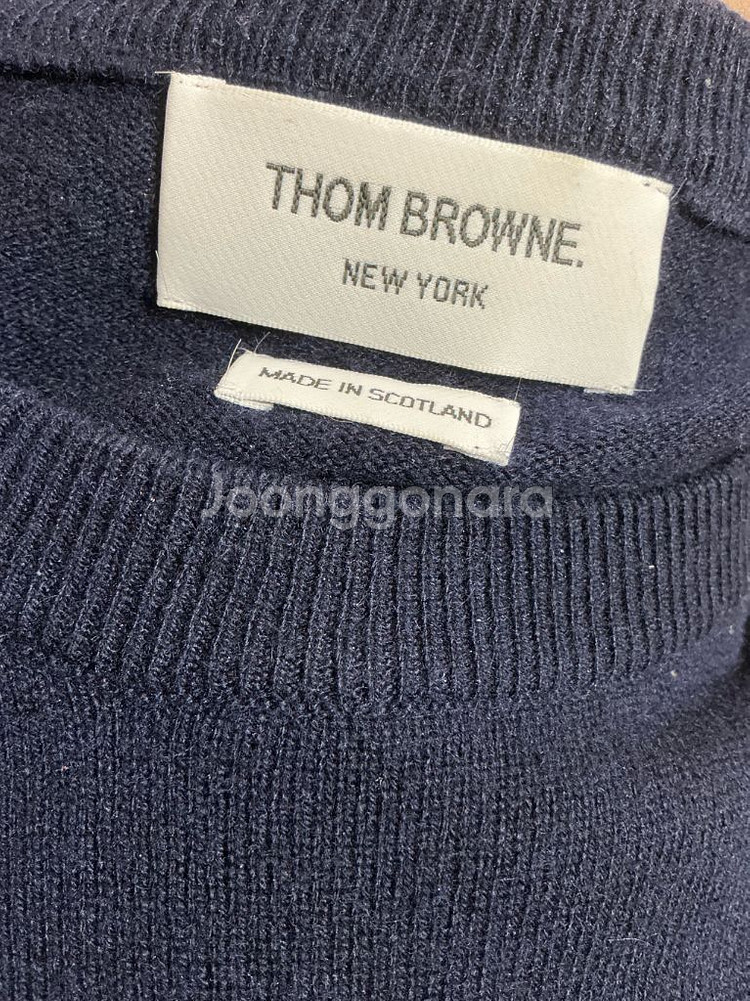 THOM BROWNE.
NEW YORK
MADE IN SCOTLAND
Joonggonara